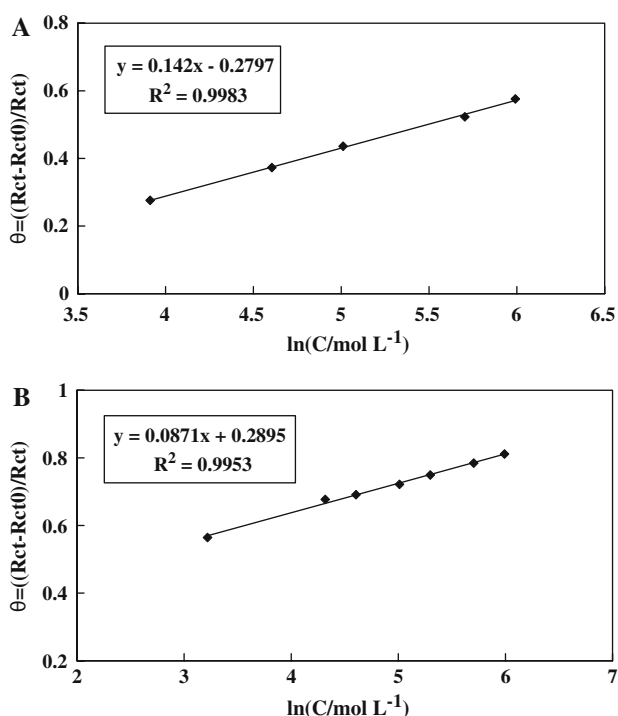 A
0.8
0.6
0.4
0.2
0
θ=((Rct-Rct0)/Rct)
y = 0.142x - 0.2797
R² = 0.9983
3.5 4 4.5 5 5.5 6 6.5
ln(C/mol L⁻¹)
B
1
0.8
0.6
0.4
0.2
θ=((Rct-Rct0)/Rct)
y = 0.0871x + 0.2895
R² = 0.9953
2 3 4 5 6 7
ln(C/mol L⁻¹)